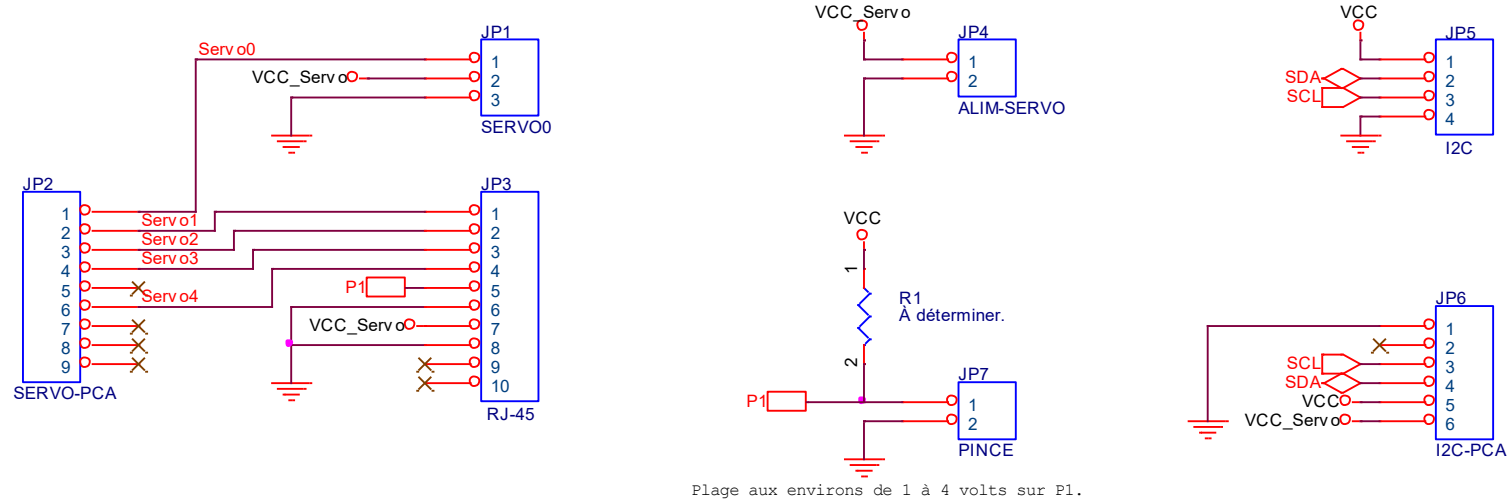 JP1
Servo0
1
VCC_Servo
2
3
SERVO0
JP2
1
Servo1
2
Servo2
3
Servo3
4
5
Servo4
6
7
8
9
SERVO-PCA
JP3
1
2
3
4
P1
5
6
VCC_Servo
7
8
9
10
RJ-45
VCC_Servo
JP4
1
2
ALIM-SERVO
VCC
JP5
1
SDA
2
SCL
3
4
I2C
VCC
1
R1
À déterminer.
2
JP7
P1
1
2
PINCE
Plage aux environs de 1 à 4 volts sur P1.
JP6
1
2
SCL
3
SDA
4
VCC
5
VCC_Servo
6
I2C-PCA